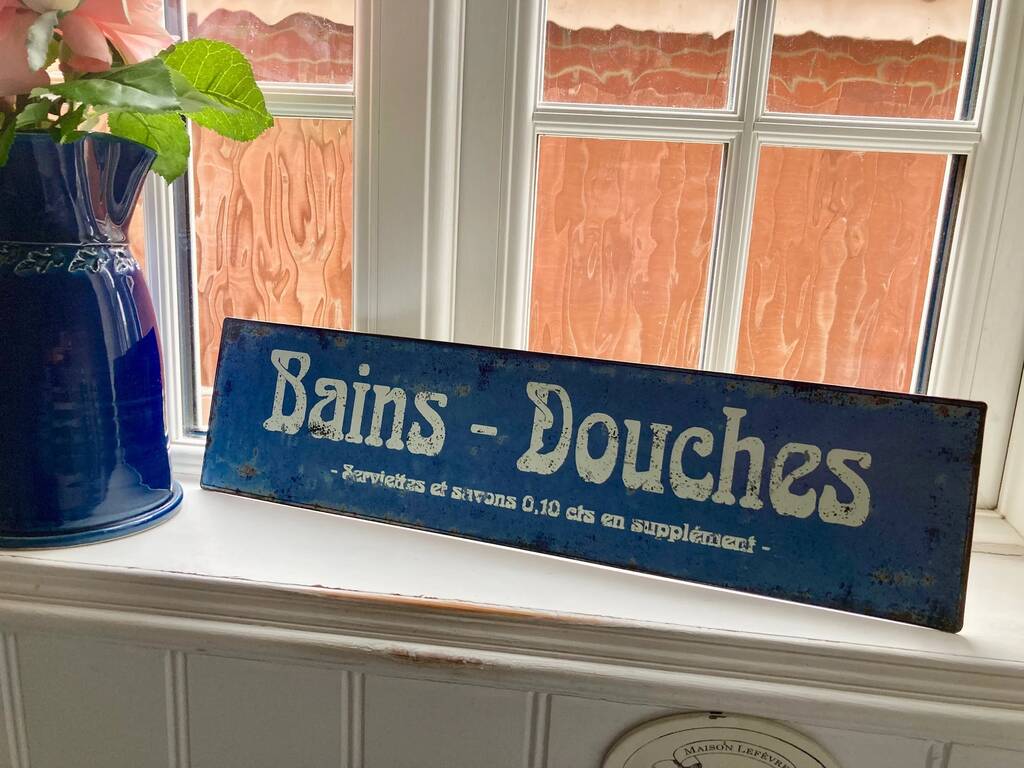 Bains - Douches
- Serviettes et savons 0,10 cts en supplément -
MAISON LEFÈVRE